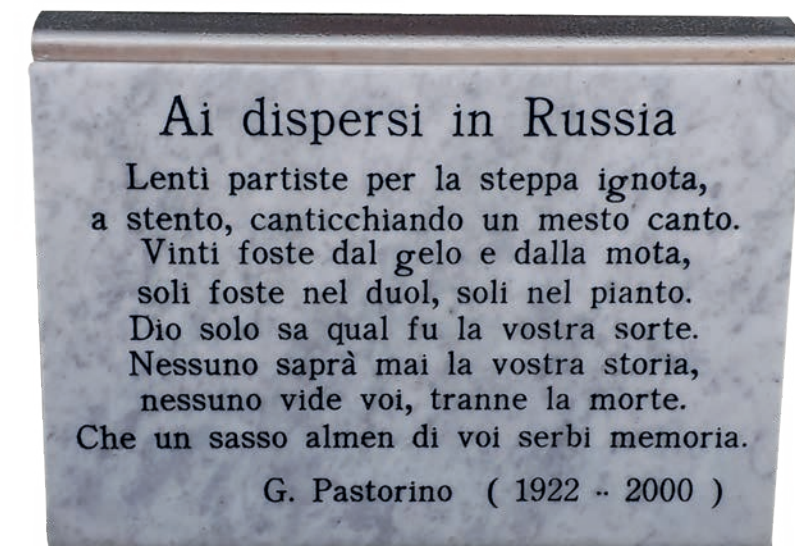 Ai dispersi in Russia
Lenti partiste per la steppa ignota,
a stento, canticchiando un mesto canto.
Vinti foste dal gelo e dalla mota,
soli foste nel duol, soli nel pianto.
Dio solo sa qual fu la vostra sorte.
Nessuno saprà mai la vostra storia,
nessuno vide voi, tranne la morte.
Che un sasso almen di voi serbi memoria.
G. Pastorino ( 1922 -- 2000 )